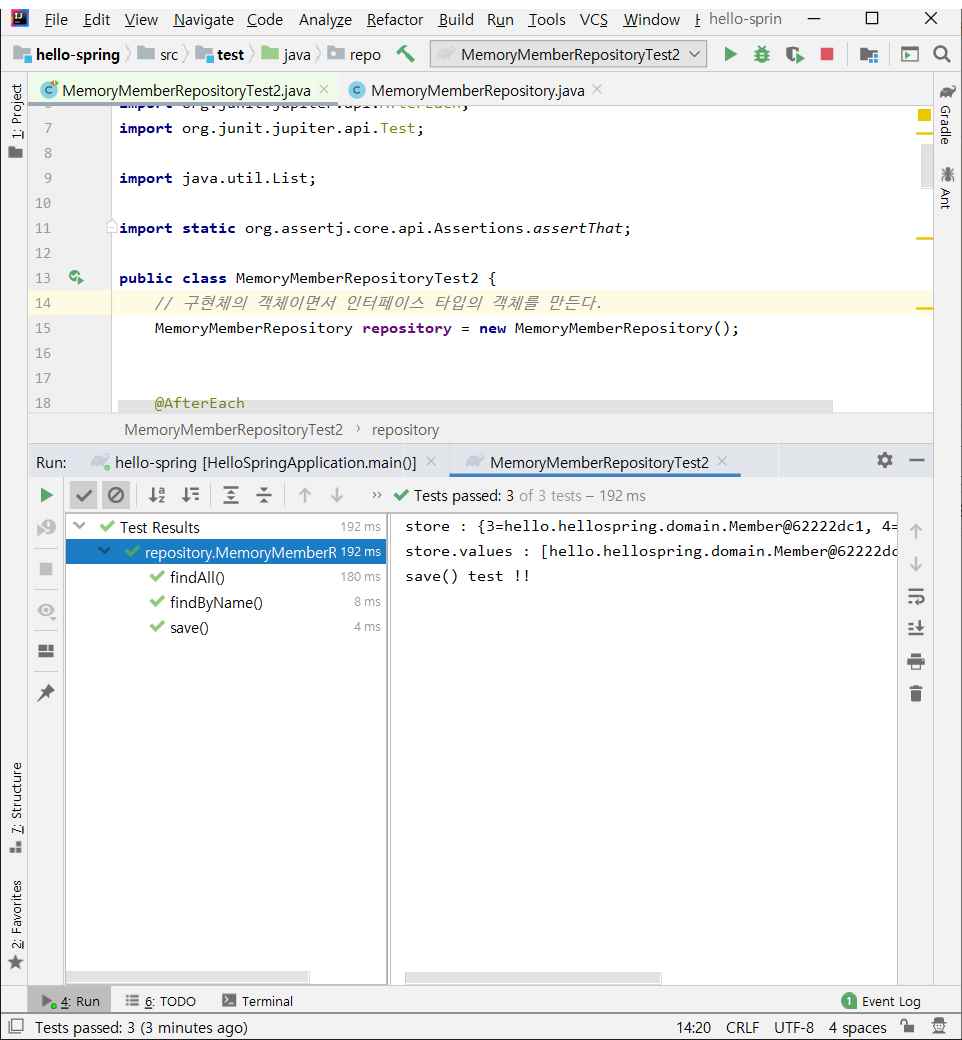 File Edit View Navigate Code Analyze Refactor Build Run Tools VCS Window hello-sprin
hello-spring src test java repo MemoryMemberRepositoryTest2
MemoryMemberRepositoryTest2.java MemoryMemberRepository.java
1: Project
Gradle
Ant
import org.junit.jupiter.api.AfterEach;
7 import org.junit.jupiter.api.Test;
8
9 import java.util.List;
10
11 import static org.assertj.core.api.Assertions.assertThat;
12
13 public class MemoryMemberRepositoryTest2 {
14 // 구현체의 객체이면서 인터페이스 타입의 객체를 만든다.
15 MemoryMemberRepository repository = new MemoryMemberRepository();
16
17
18 @AfterEach
MemoryMemberRepositoryTest2 › repository
Run: hello-spring [HelloSpringApplication.main()] MemoryMemberRepositoryTest2
Tests passed: 3 of 3 tests – 192 ms
Test Results 192 ms
repository.MemoryMemberR 192 ms
findAll() 180 ms
findByName() 8 ms
save() 4 ms
store : {3=hello.hellospring.domain.Member@62222dc1, 4=
store.values : [hello.hellospring.domain.Member@62222dc
save() test !!
7: Structure
2: Favorites
4: Run 6: TODO Terminal 1 Event Log
Tests passed: 3 (3 minutes ago) 14:20 CRLF UTF-8 4 spaces